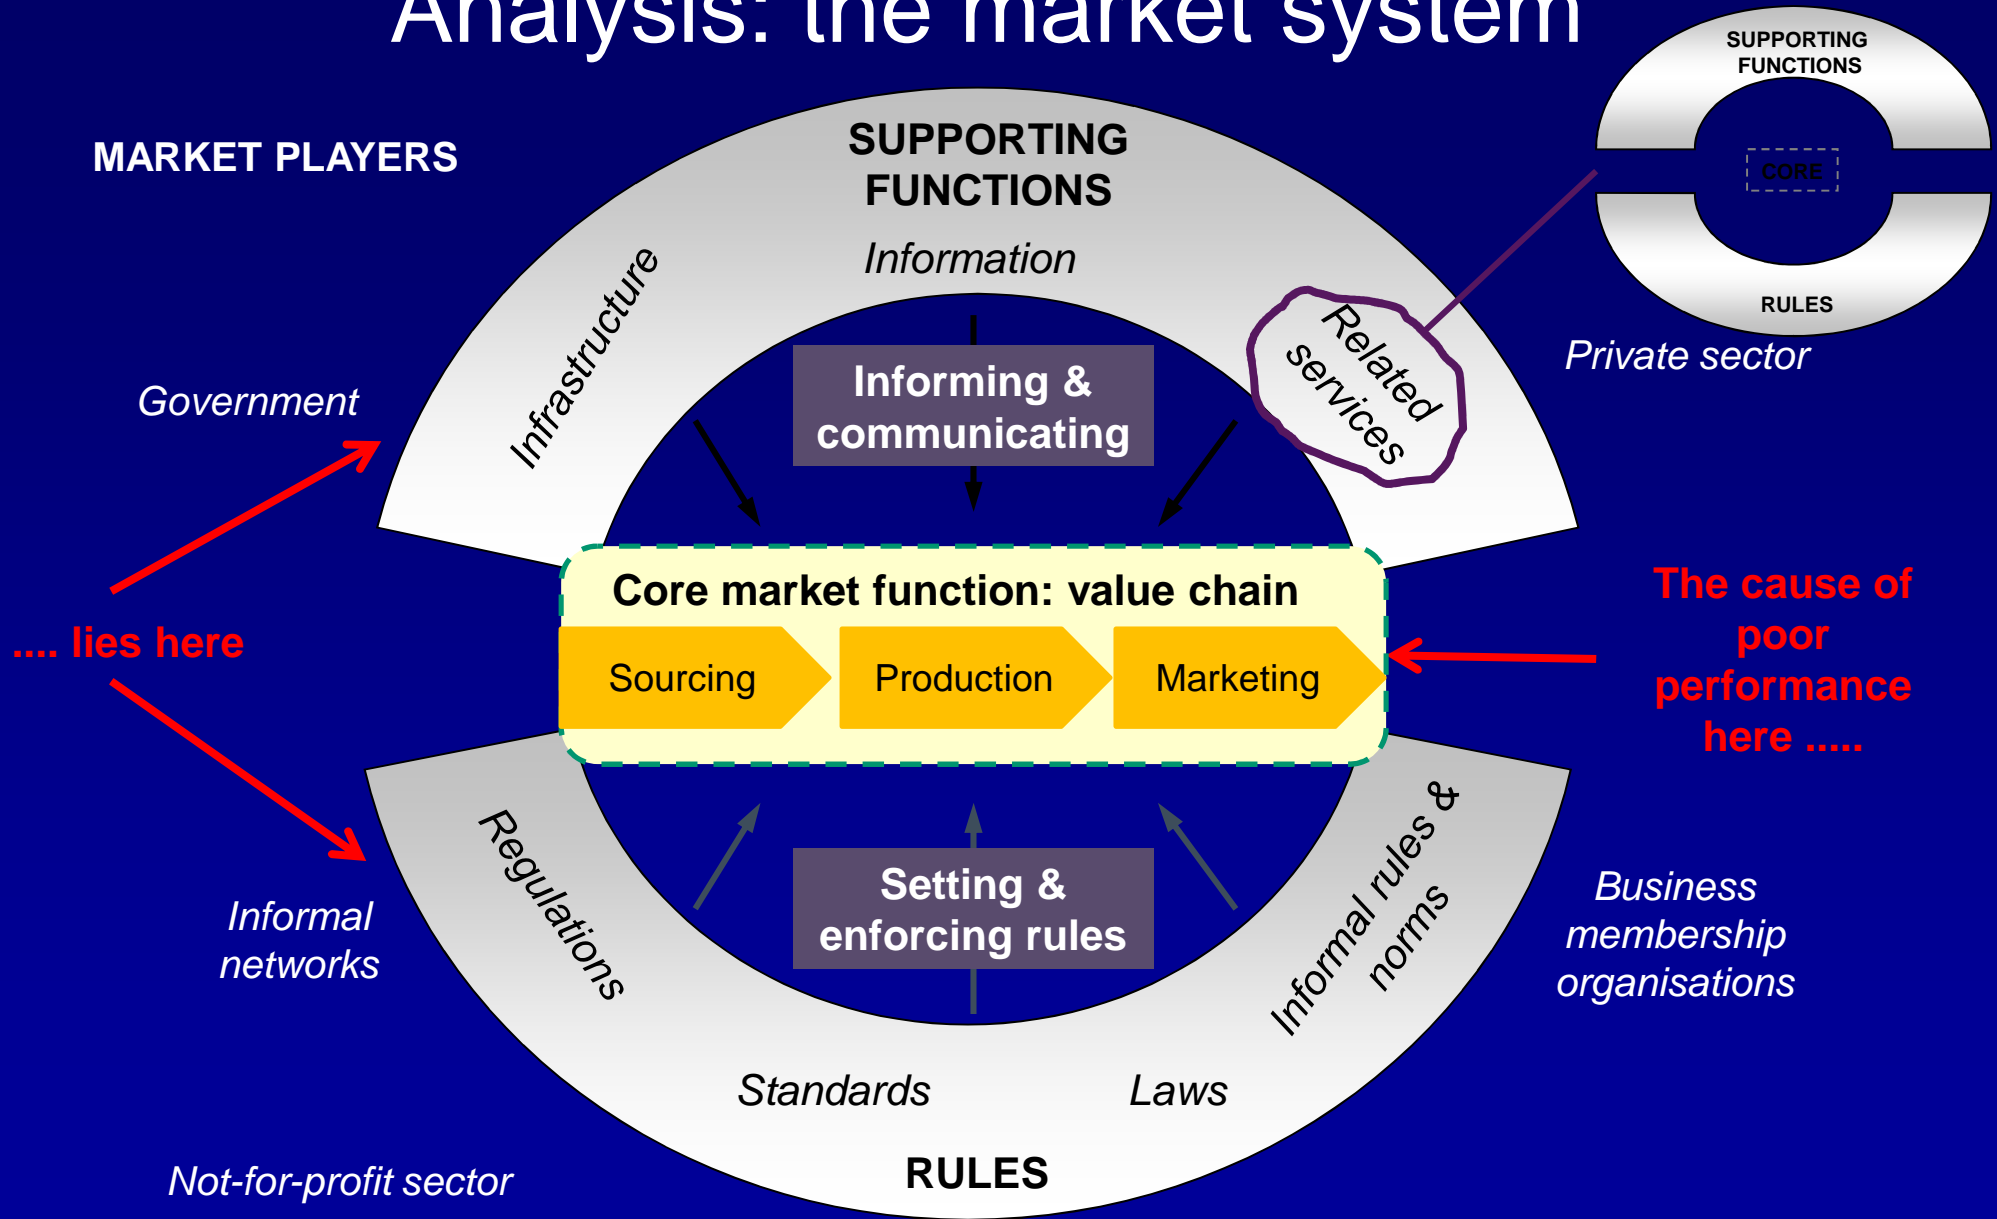 Analysis: the market system
SUPPORTING
FUNCTIONS
CORE
RULES
MARKET PLAYERS
SUPPORTING
FUNCTIONS
Information
Infrastructure
Related
services
Private sector
Government
Informing &
communicating
Core market function: value chain
Sourcing
Production
Marketing
The cause of
poor
performance
here .....
.... lies here
Setting &
enforcing rules
Regulations
Informal rules &
norms
Informal
networks
Business
membership
organisations
Standards
Laws
RULES
Not-for-profit sector